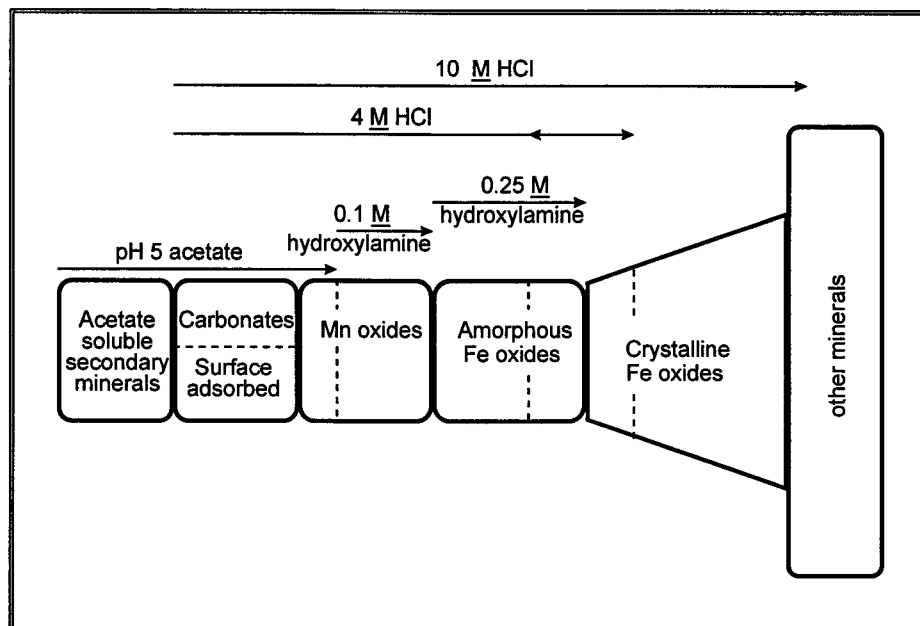 10 M HCl
4 M HCl
0.25 M
hydroxylamine
0.1 M
hydroxylamine
pH 5 acetate
Acetate
soluble
secondary
minerals
Carbonates
Surface
adsorbed
Mn oxides
Amorphous
Fe oxides
Crystalline
Fe oxides
other minerals